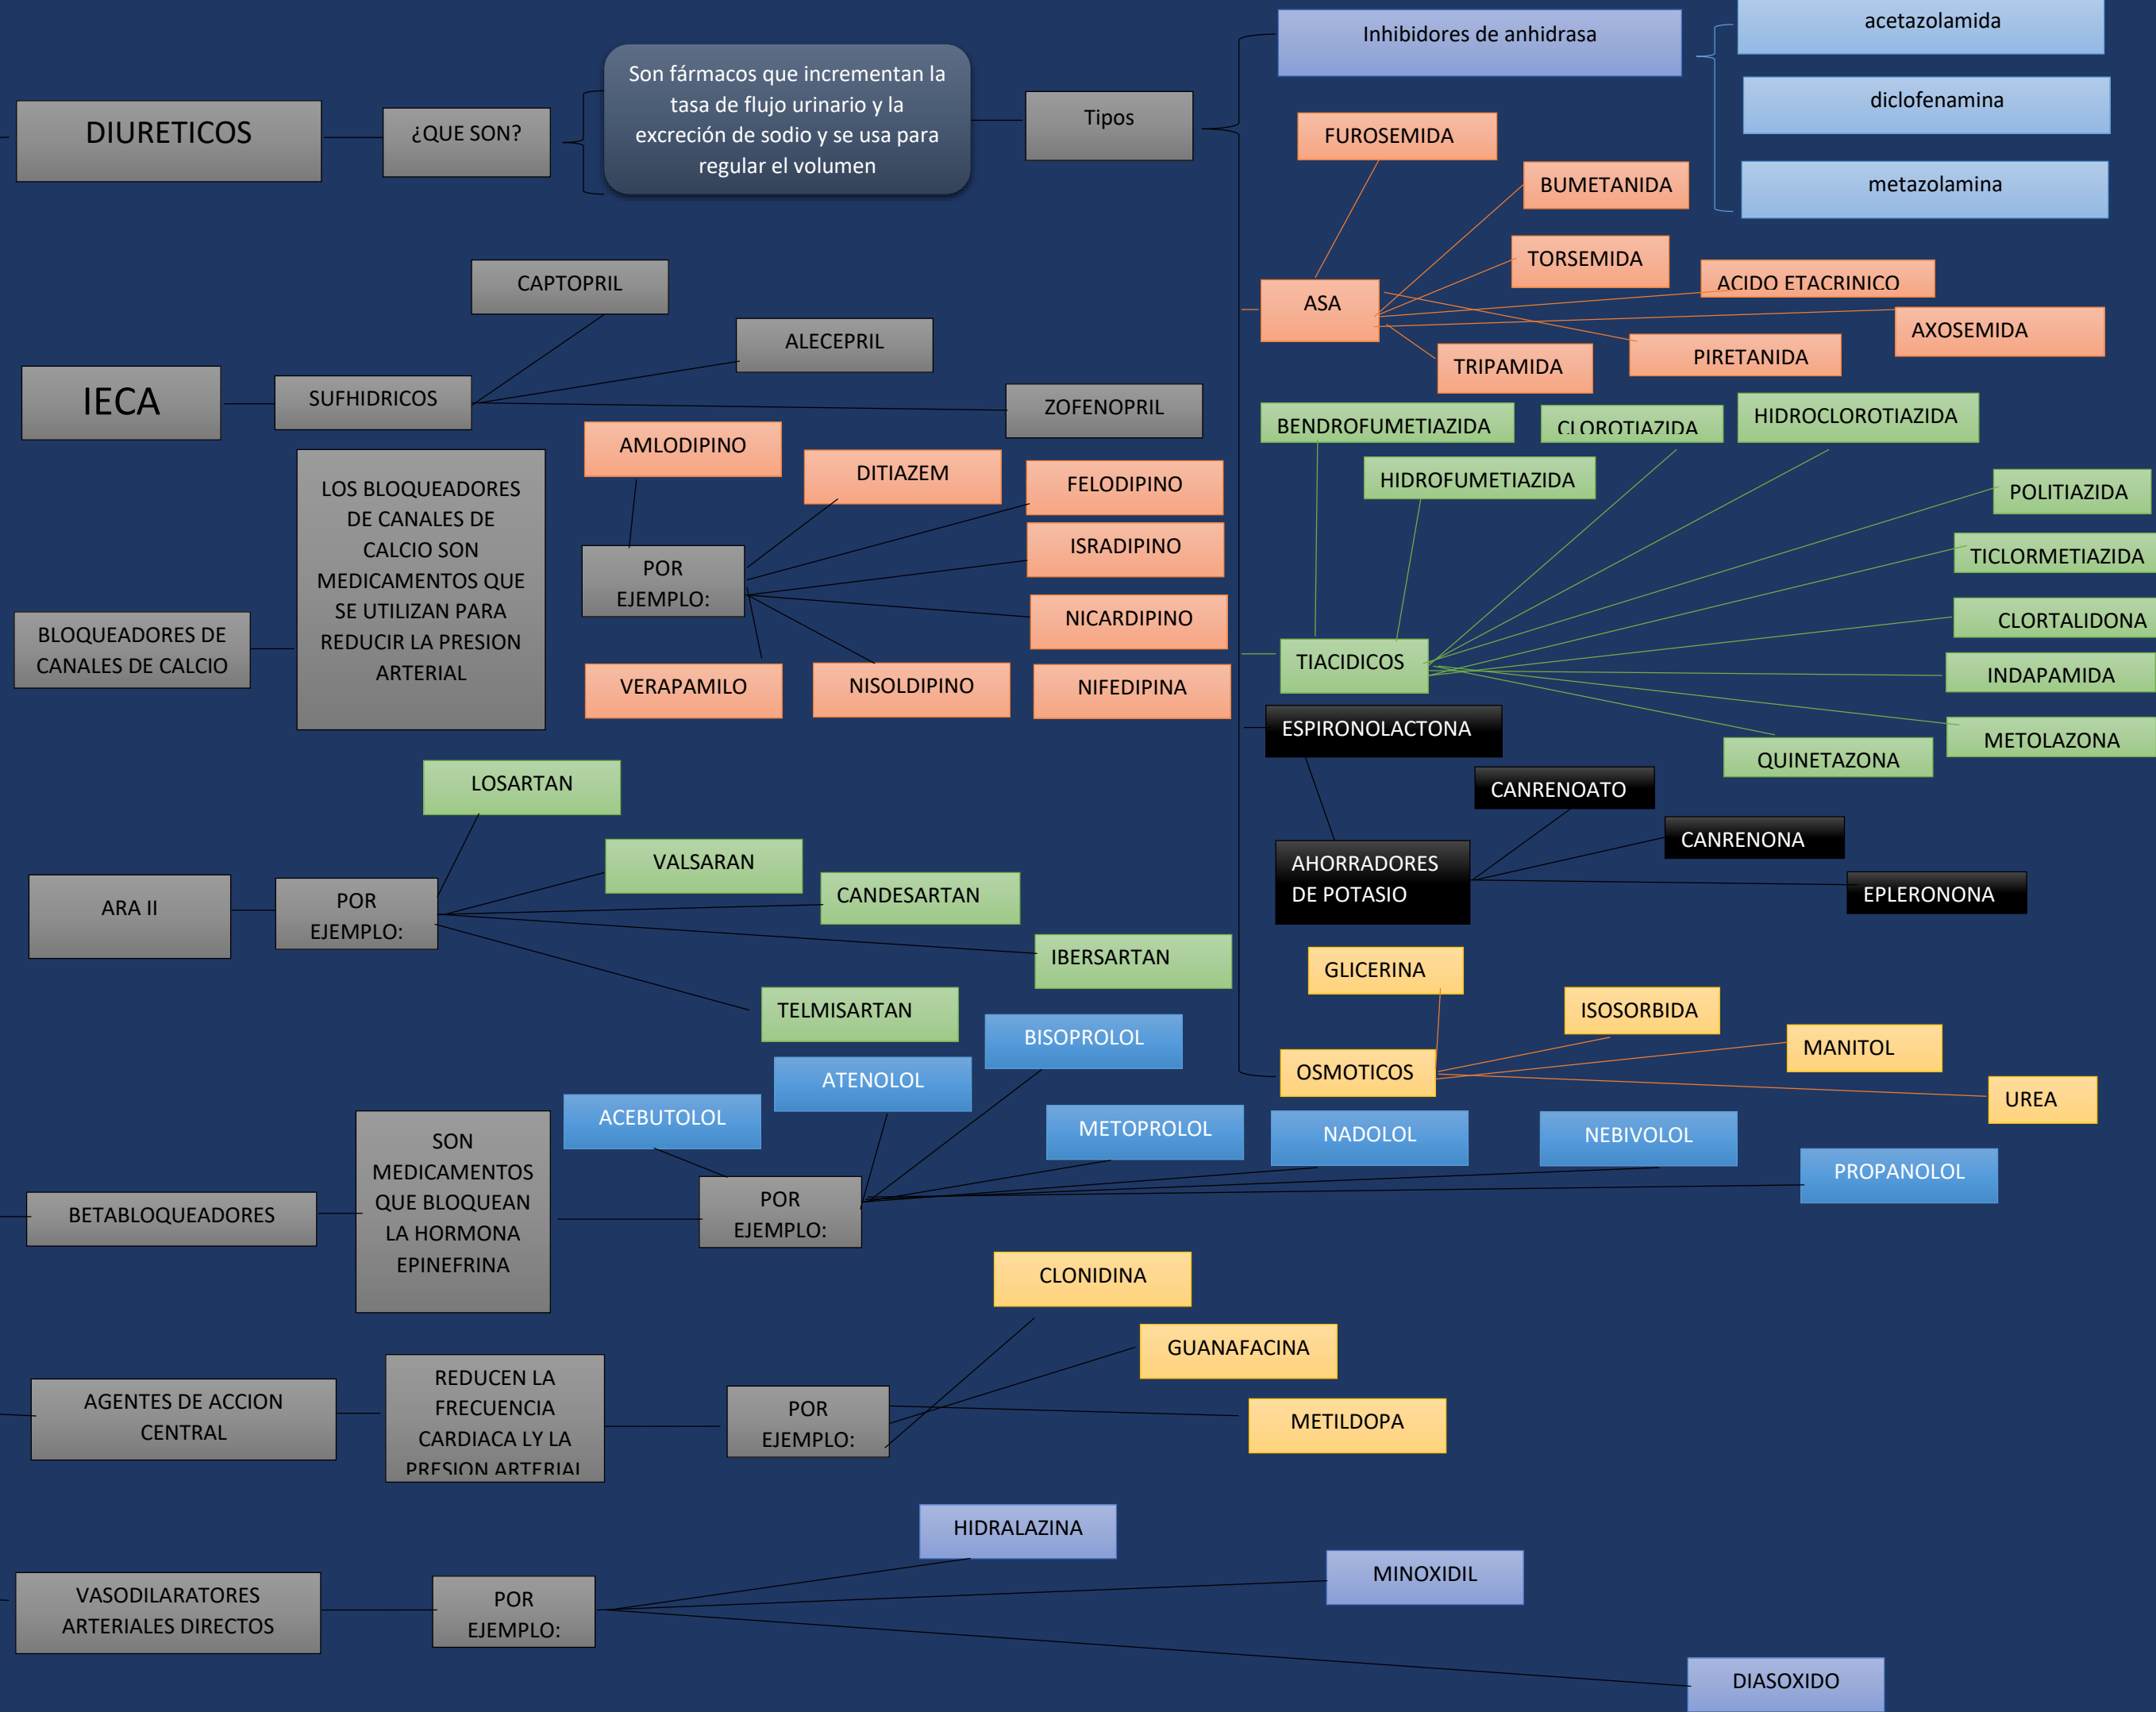 DIURETICOS
¿QUE SON?
Son fármacos que incrementan la
tasa de flujo urinario y la
excreción de sodio y se usa para
regular el volumen
Tipos
Inhibidores de anhidrasa
acetazolamida
diclofenamina
metazolamina
FUROSEMIDA
BUMETANIDA
TORSEMIDA
ACIDO ETACRINICO
AXOSEMIDA
ASA
PIRETANIDA
TRIPAMIDA
BENDROFUMETIAZIDA
CLOROTIAZIDA
HIDROCLOROTIAZIDA
HIDROFUMETIAZIDA
POLITIAZIDA
TICLORMETIAZIDA
CLORTALIDONA
TIACIDICOS
INDAPAMIDA
METOLAZONA
QUINETAZONA
ESPIRONOLACTONA
CANRENOATO
CANRENONA
AHORRADORES
DE POTASIO
EPLERONONA
GLICERINA
ISOSORBIDA
MANITOL
OSMOTICOS
UREA
IECA
SUFHIDRICOS
CAPTOPRIL
ALECEPRIL
ZOFENOPRIL
BLOQUEADORES DE
CANALES DE CALCIO
LOS BLOQUEADORES
DE CANALES DE
CALCIO SON
MEDICAMENTOS QUE
SE UTILIZAN PARA
REDUCIR LA PRESION
ARTERIAL
POR
EJEMPLO:
AMLODIPINO
DITIAZEM
FELODIPINO
ISRADIPINO
NICARDIPINO
NIFEDIPINA
NISOLDIPINO
VERAPAMILO
ARA II
POR
EJEMPLO:
LOSARTAN
VALSARAN
CANDESARTAN
IBERSARTAN
TELMISARTAN
BETABLOQUEADORES
SON
MEDICAMENTOS
QUE BLOQUEAN
LA HORMONA
EPINEFRINA
POR
EJEMPLO:
ACEBUTOLOL
ATENOLOL
BISOPROLOL
METOPROLOL
NADOLOL
NEBIVOLOL
PROPANOLOL
AGENTES DE ACCION
CENTRAL
REDUCEN LA
FRECUENCIA
CARDIACA LY LA
PRESION ARTERIAL
POR
EJEMPLO:
CLONIDINA
GUANAFACINA
METILDOPA
VASODILARATORES
ARTERIALES DIRECTOS
POR
EJEMPLO:
HIDRALAZINA
MINOXIDIL
DIASOXIDO